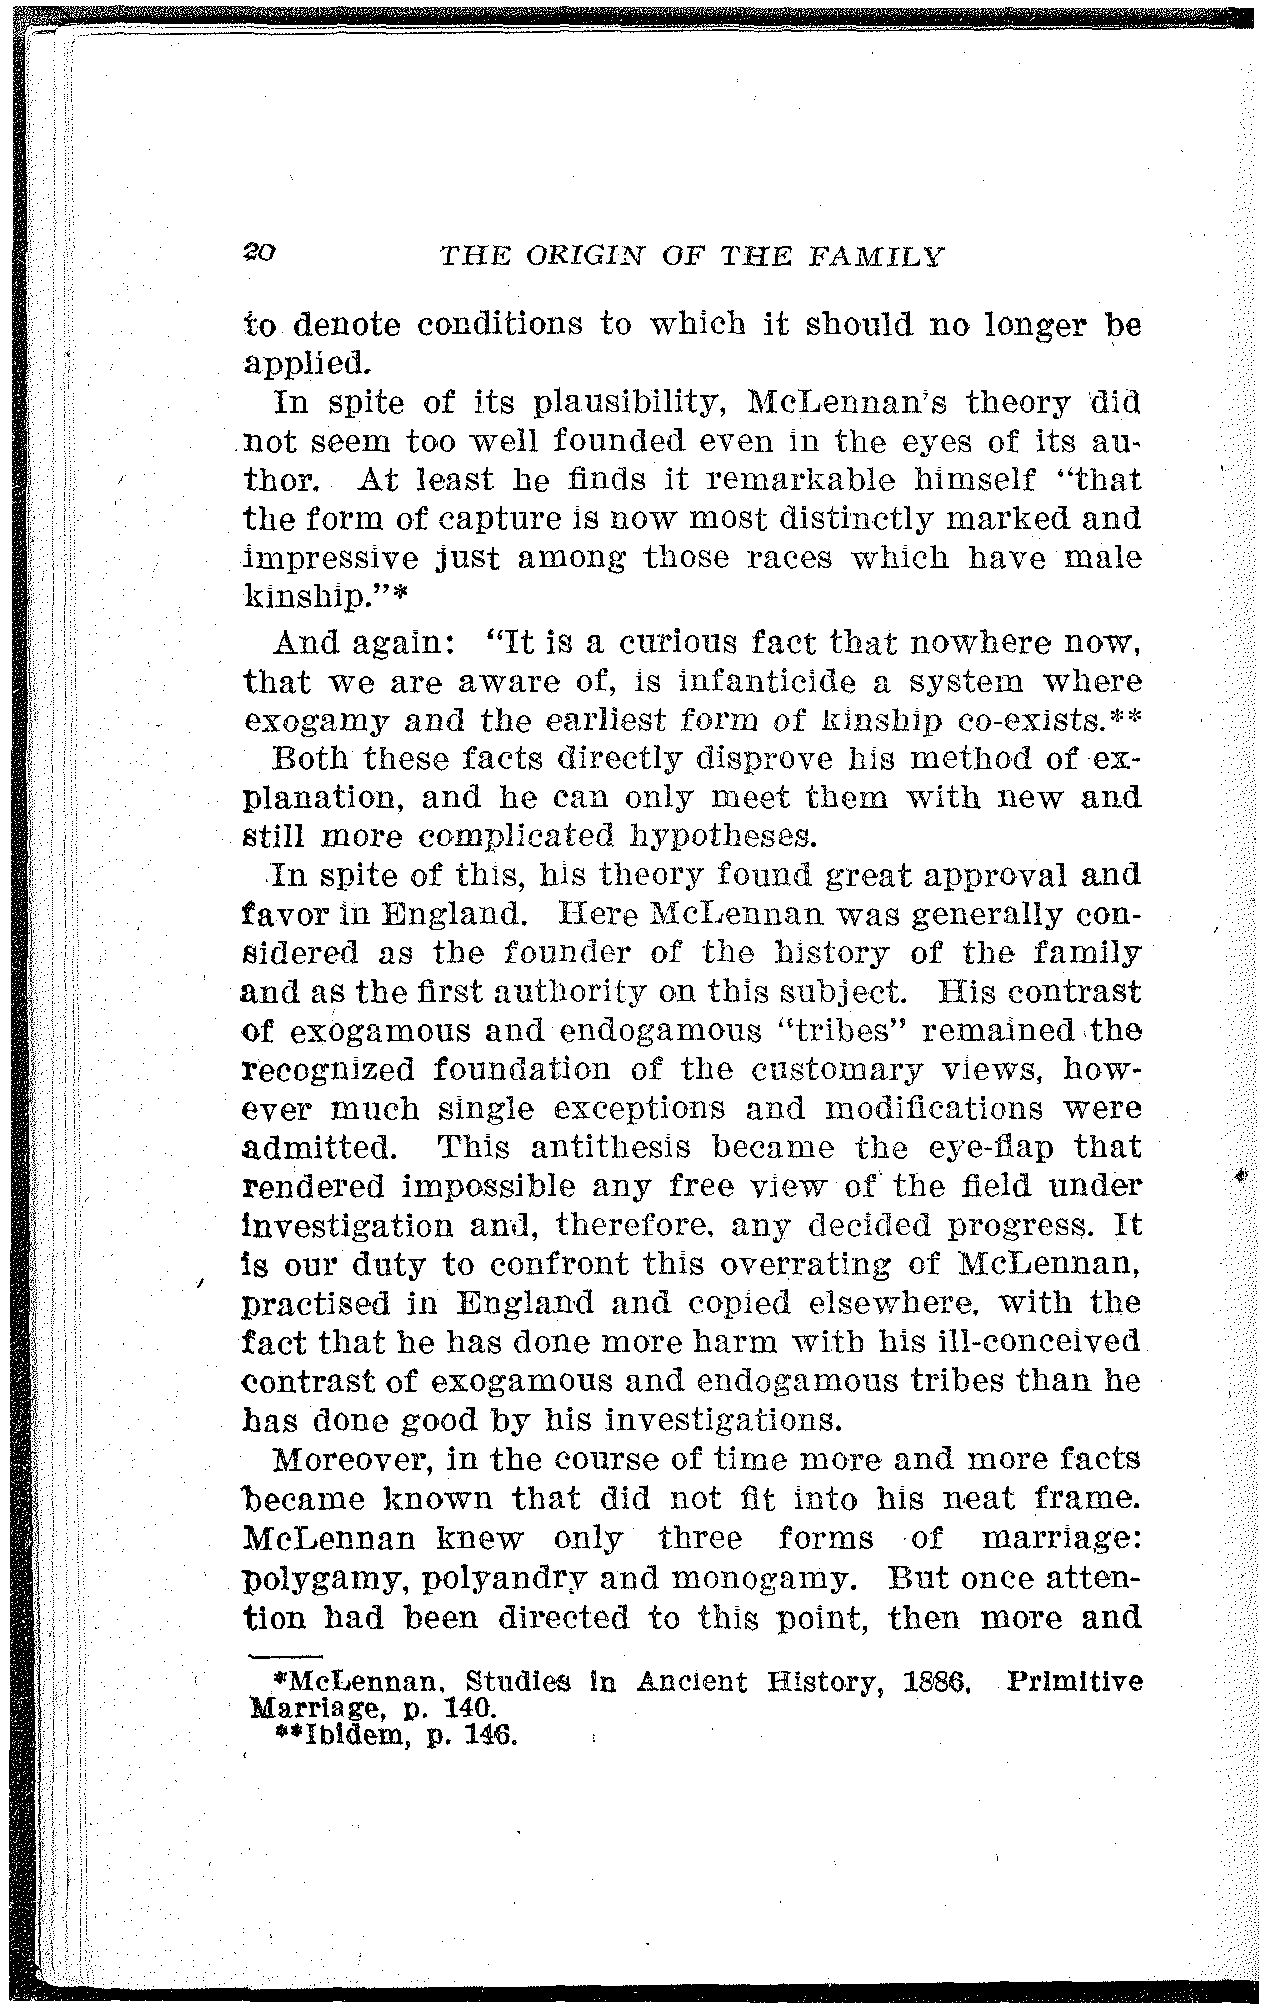 20 THE ORIGIN OF THE FAMILY
to denote conditions to which it should no longer be
applied.
In spite of its plausibility, McLennan's theory did
not seem too well founded even in the eyes of its au-
thor. At least he finds it remarkable himself "that
the form of capture is now most distinctly marked and
impressive just among those races which have male
kinship."*
And again: "It is a curious fact that nowhere now,
that we are aware of, is infanticide a system where
exogamy and the earliest form of kinship co-exists.**
Both these facts directly disprove his method of ex-
planation, and he can only meet them with new and
still more complicated hypotheses.
In spite of this, his theory found great approval and
favor in England. Here McLennan was generally con-
sidered as the founder of the history of the family
and as the first authority on this subject. His contrast
of exogamous and endogamous "tribes" remained the
recognized foundation of the customary views, how-
ever much single exceptions and modifications were
admitted. This antithesis became the eye-flap that
rendered impossible any free view of the field under
investigation and, therefore, any decided progress. It
is our duty to confront this overrating of McLennan,
practised in England and copied elsewhere, with the
fact that he has done more harm with his ill-conceived
contrast of exogamous and endogamous tribes than he
has done good by his investigations.
Moreover, in the course of time more and more facts
became known that did not fit into his neat frame.
McLennan knew only three forms of marriage:
polygamy, polyandry and monogamy. But once atten-
tion had been directed to this point, then more and
*McLennan, Studies in Ancient History, 1886. Primitive
Marriage, p. 140.
**Ibidem, p. 146.